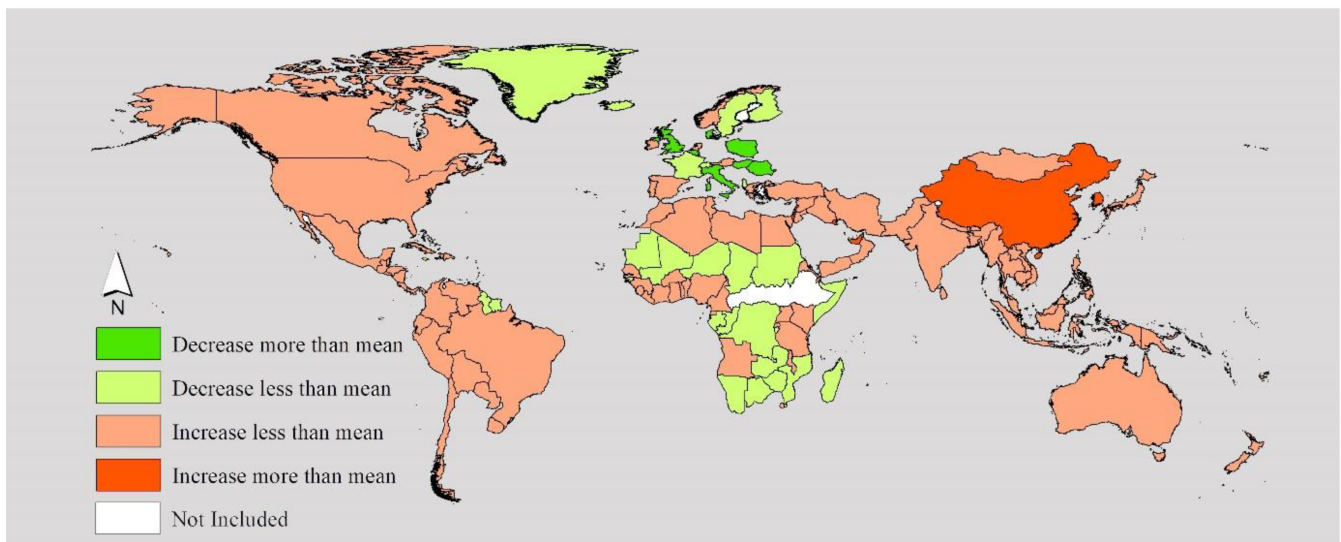 N
Decrease more than mean
Decrease less than mean
Increase less than mean
Increase more than mean
Not Included